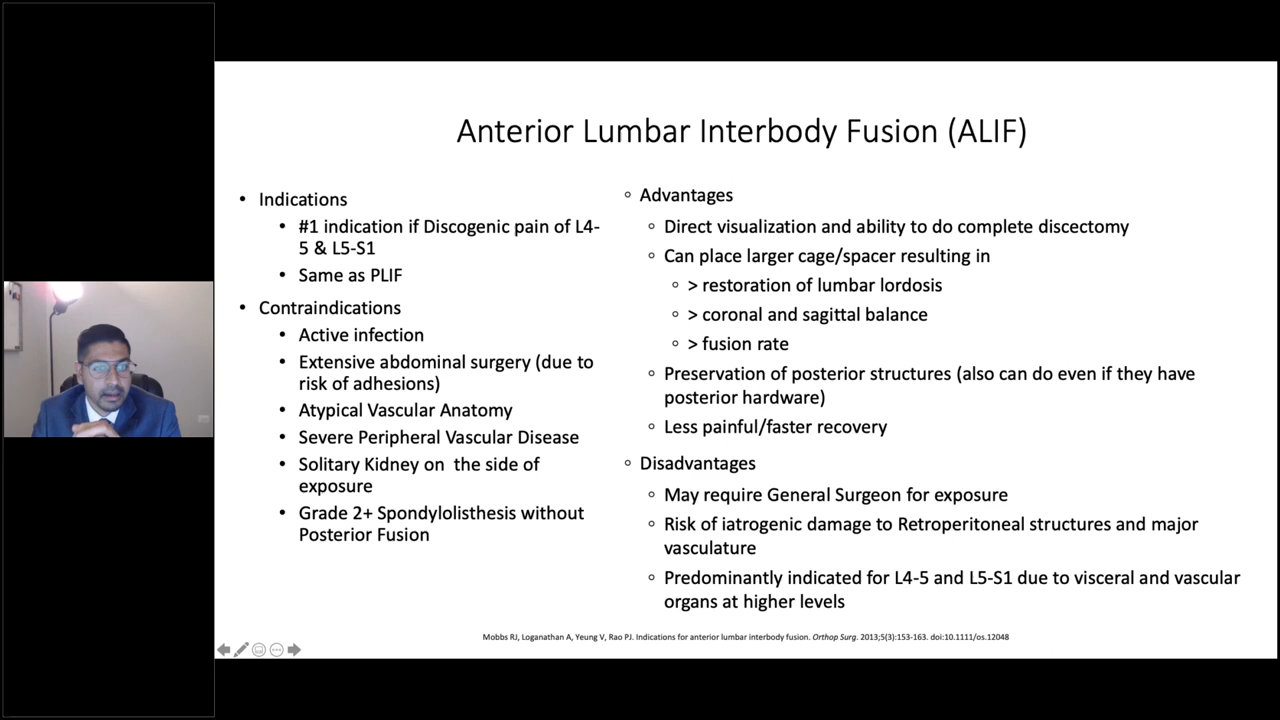 Anterior Lumbar Interbody Fusion (ALIF)
• Indications
• #1 indication if Discogenic pain of L4-
5 & L5-S1
• Same as PLIF
• Contraindications
• Active infection
• Extensive abdominal surgery (due to
risk of adhesions)
• Atypical Vascular Anatomy
• Severe Peripheral Vascular Disease
• Solitary Kidney on the side of
exposure
• Grade 2+ Spondylolisthesis without
Posterior Fusion
◦ Advantages
◦ Direct visualization and ability to do complete discectomy
◦ Can place larger cage/spacer resulting in
◦ > restoration of lumbar lordosis
◦ > coronal and sagittal balance
◦ > fusion rate
◦ Preservation of posterior structures (also can do even if they have
posterior hardware)
◦ Less painful/faster recovery
◦ Disadvantages
◦ May require General Surgeon for exposure
◦ Risk of iatrogenic damage to Retroperitoneal structures and major
vasculature
◦ Predominantly indicated for L4-5 and L5-S1 due to visceral and vascular
organs at higher levels
Mobbs RJ, Loganathan A, Yeung V, Rao PJ. Indications for anterior lumbar interbody fusion. Orthop Surg. 2013;5(3):153-163. doi:10.1111/os.12048